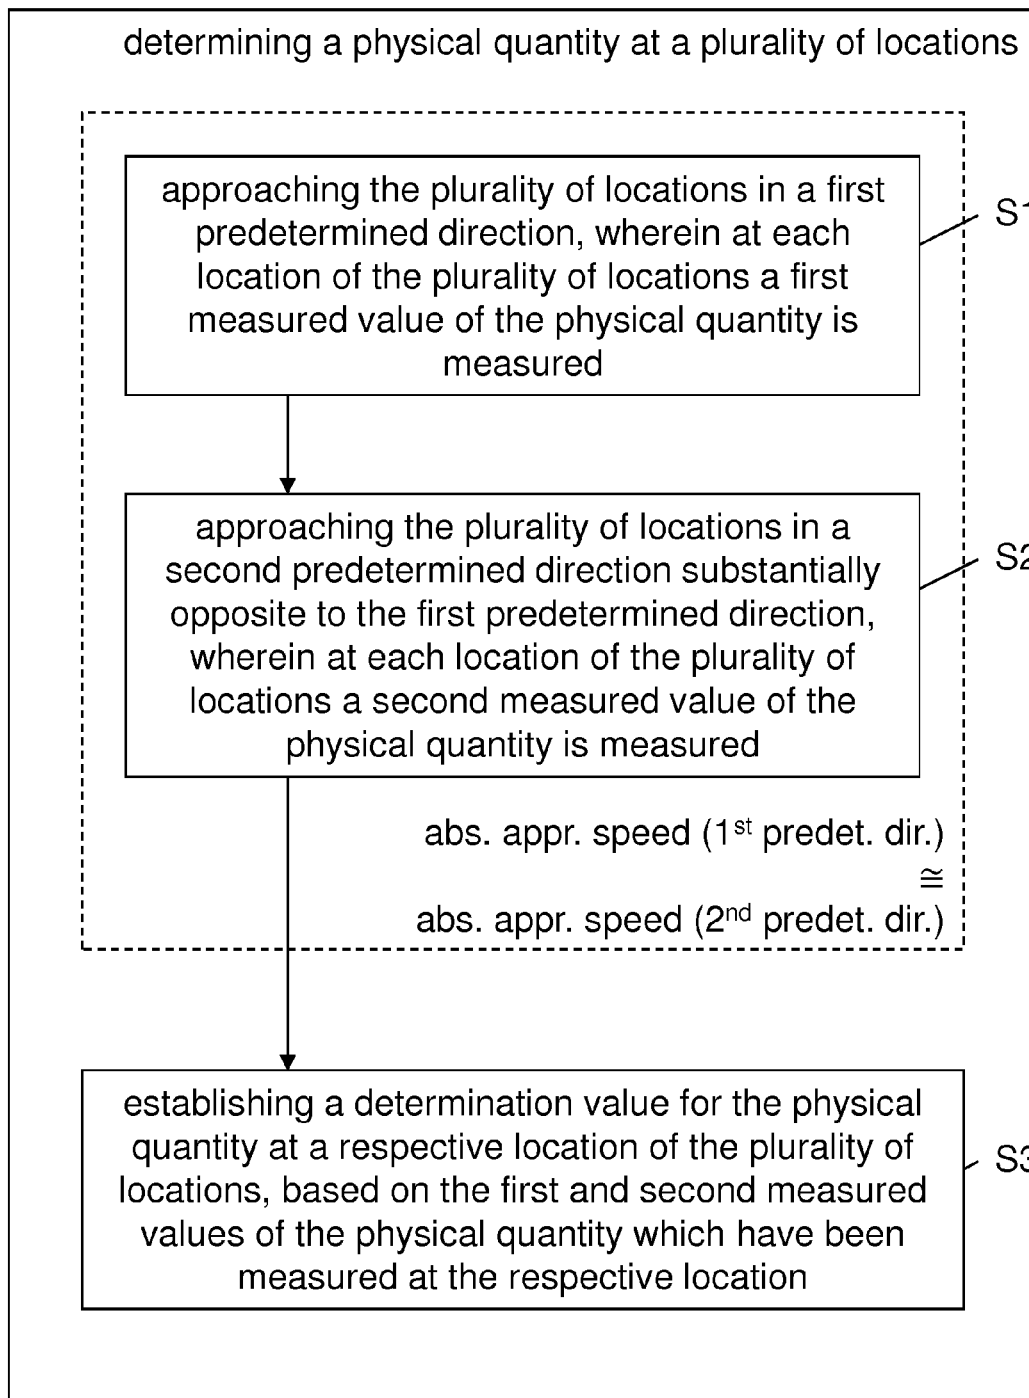 determining a physical quantity at a plurality of locations
approaching the plurality of locations in a first
predetermined direction, wherein at each
location of the plurality of locations a first
measured value of the physical quantity is
measured
S1
approaching the plurality of locations in a
second predetermined direction substantially
opposite to the first predetermined direction,
wherein at each location of the plurality of
locations a second measured value of the
physical quantity is measured
S2
abs. appr. speed (1st predet. dir.)
≅
abs. appr. speed (2nd predet. dir.)
establishing a determination value for the physical
quantity at a respective location of the plurality of
locations, based on the first and second measured
values of the physical quantity which have been
measured at the respective location
S3